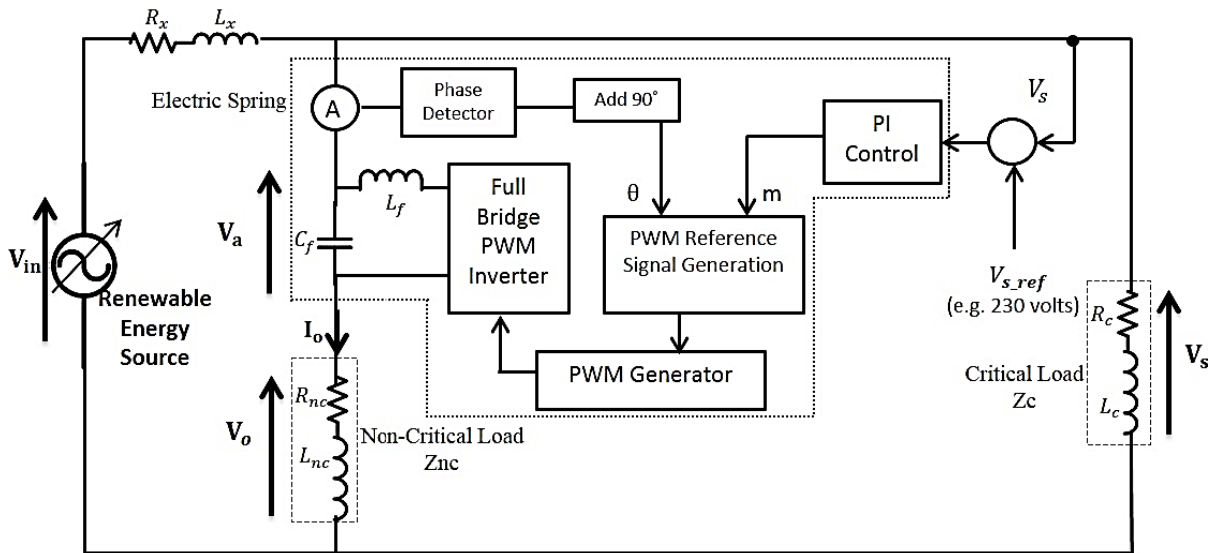 R_x
L_x
Electric Spring
A
Phase
Detector
Add 90°
PI
Control
V_s
L_f
Full
Bridge
PWM
Inverter
θ
m
V_a
C_f
PWM Reference
Signal Generation
V_in
Renewable
Energy
Source
V_s_ref
(e.g. 230 volts)
R_c
V_s
I_o
PWM Generator
Critical Load
Zc
L_c
R_nc
V_o
Non-Critical Load
Znc
L_nc